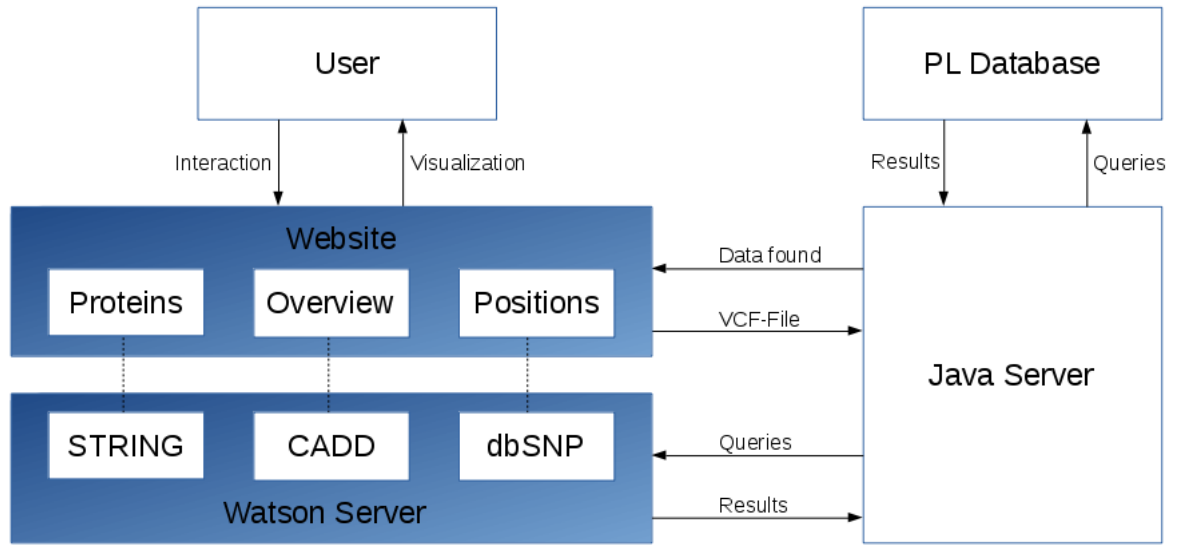 User
PL Database
Interaction
Visualization
Results
Queries
Website
Proteins
Overview
Positions
Data found
VCF-File
Java Server
STRING
CADD
dbSNP
Watson Server
Queries
Results